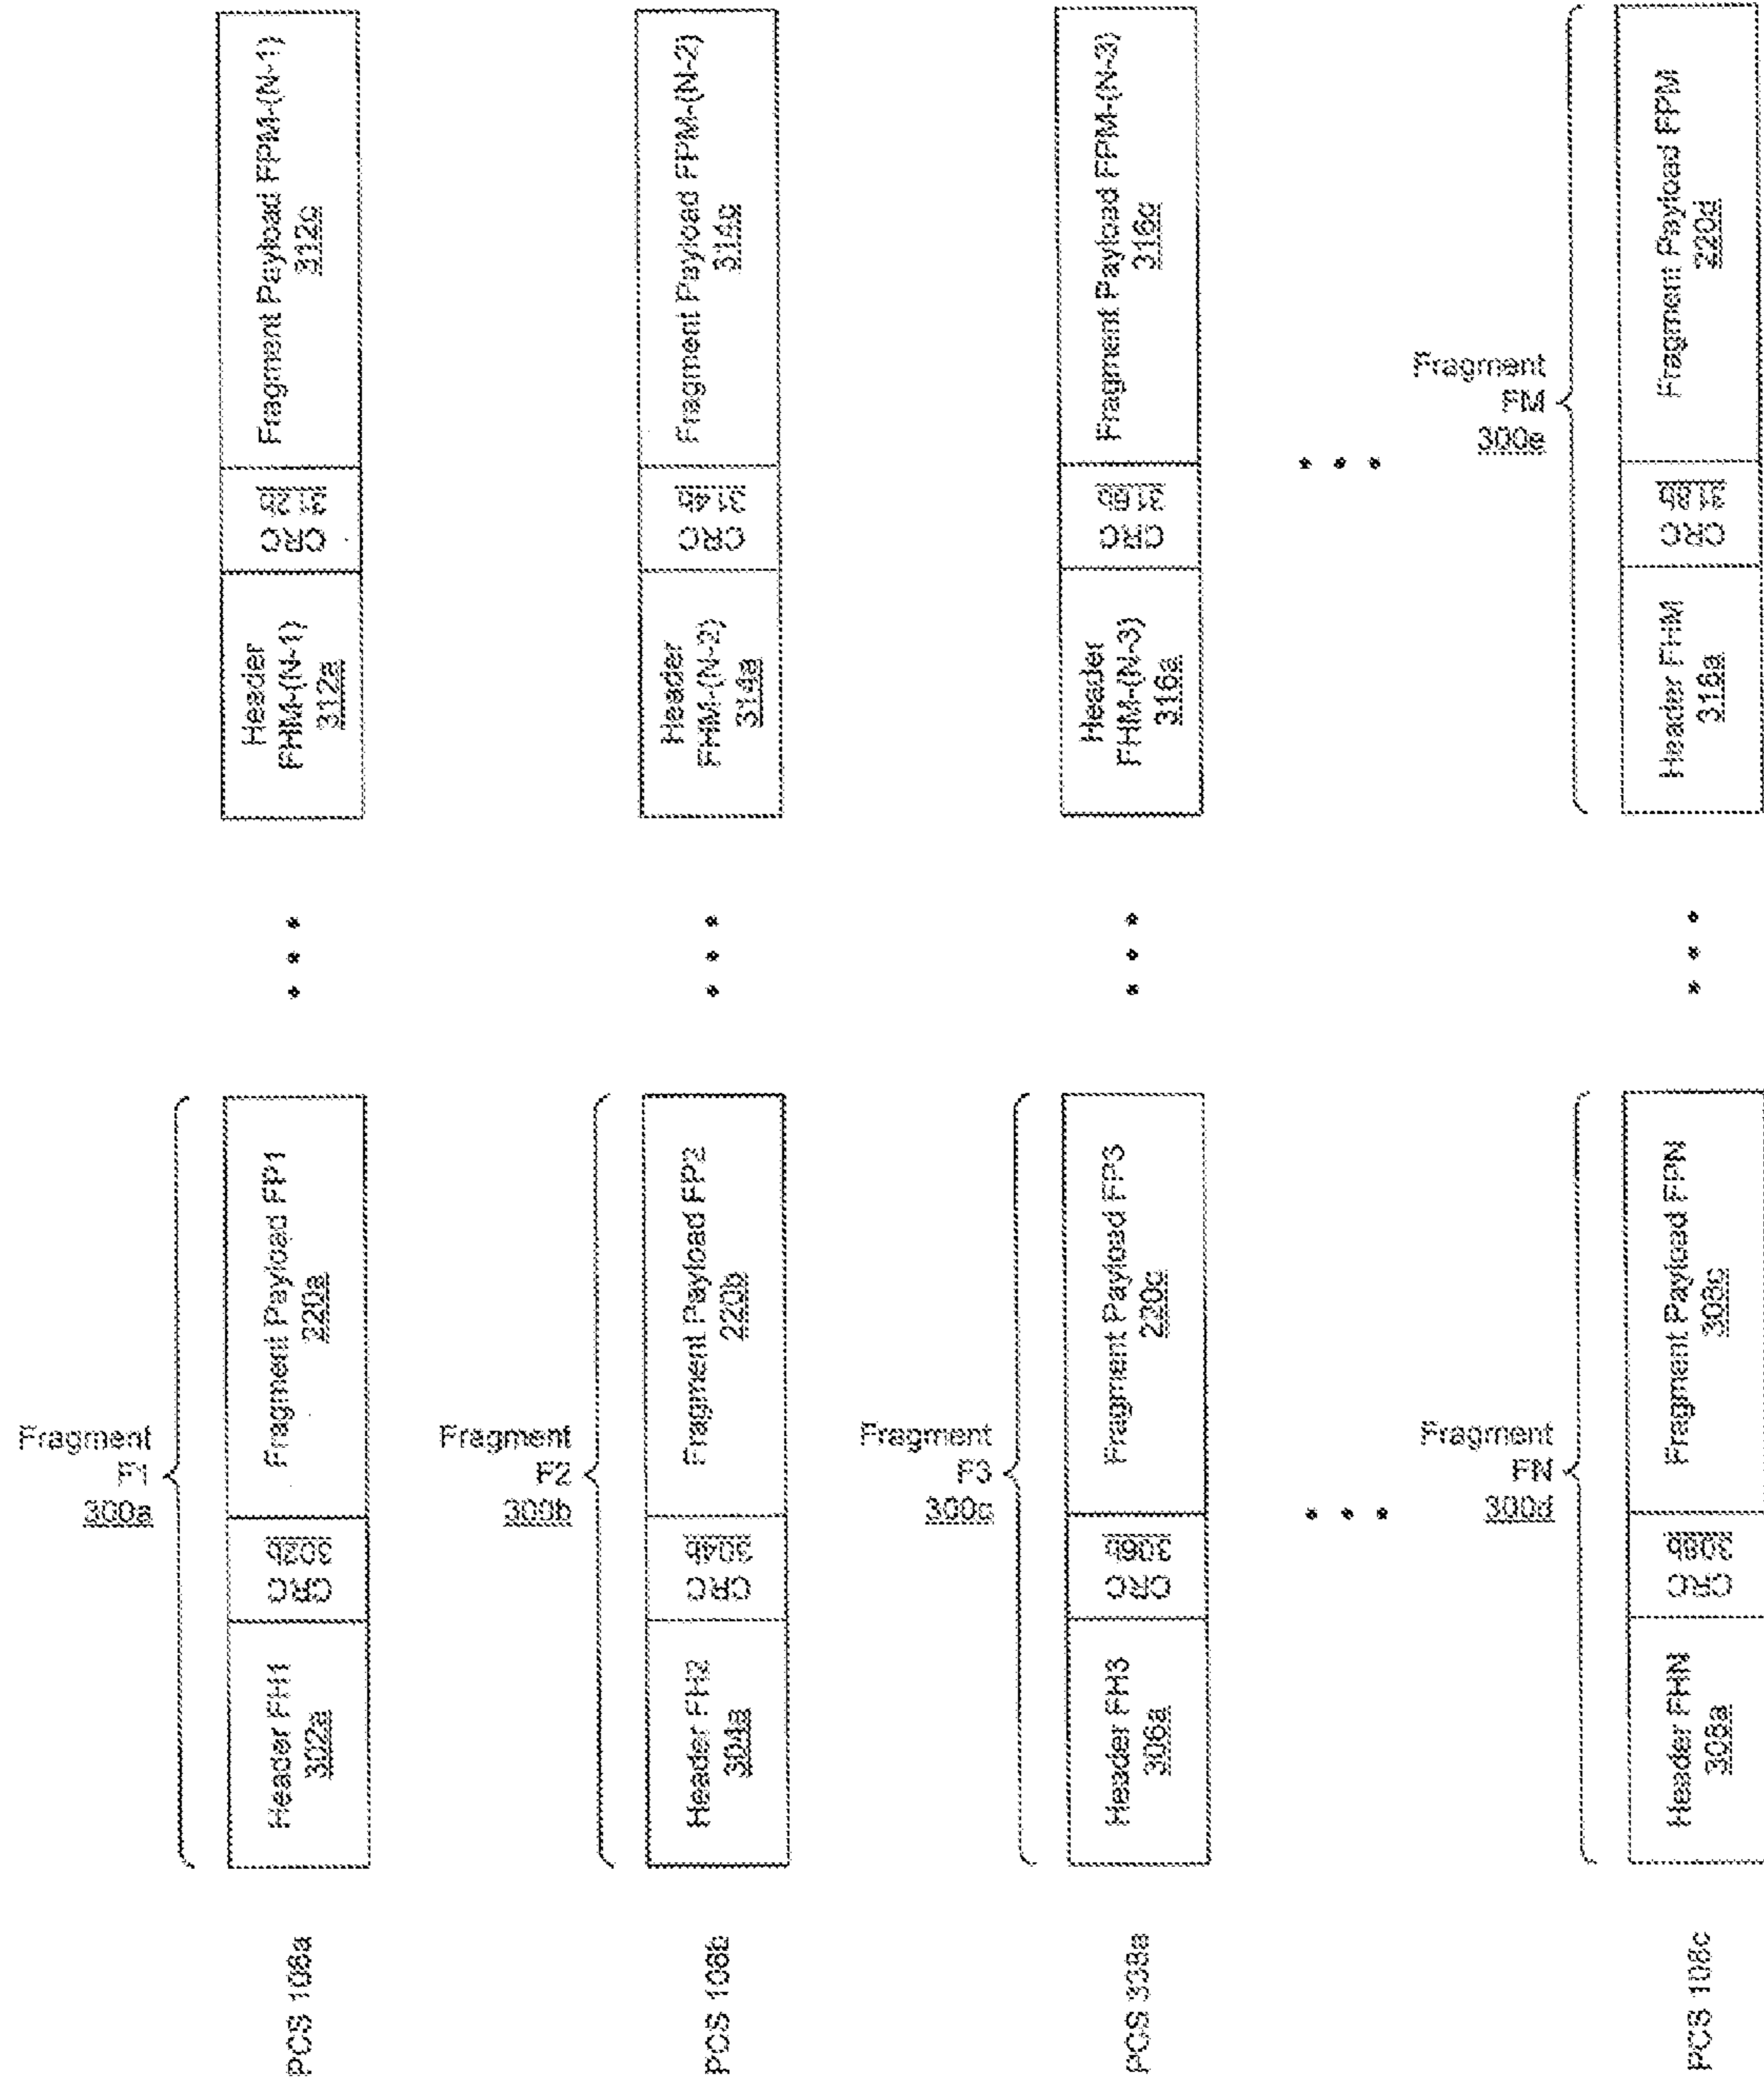 Fragment
F1
300a
PCS 108a
Header FH1
302a
CRC
302b
Fragment Payload FP1
220a
Header
FHM-(N-1)
312a
CRC
312b
Fragment Payload FPM-(N-1)
312c
Fragment
F2
300b
PCS 108b
Header FH2
304a
CRC
304b
Fragment Payload FP2
220b
Header
FHM-(N-2)
314a
CRC
314b
Fragment Payload FPM-(N-2)
314c
Fragment
F3
300c
PCS 338a
Header FH3
306a
CRC
306b
Fragment Payload FP3
220c
Header
FHM-(N-3)
316a
CRC
316b
Fragment Payload FPM-(N-3)
316c
Fragment
FN
300d
Fragment
FM
300e
PCS 108c
Header FHN
308a
CRC
308b
Fragment Payload FPN
308c
Header FHM
318a
CRC
318b
Fragment Payload FPM
220d